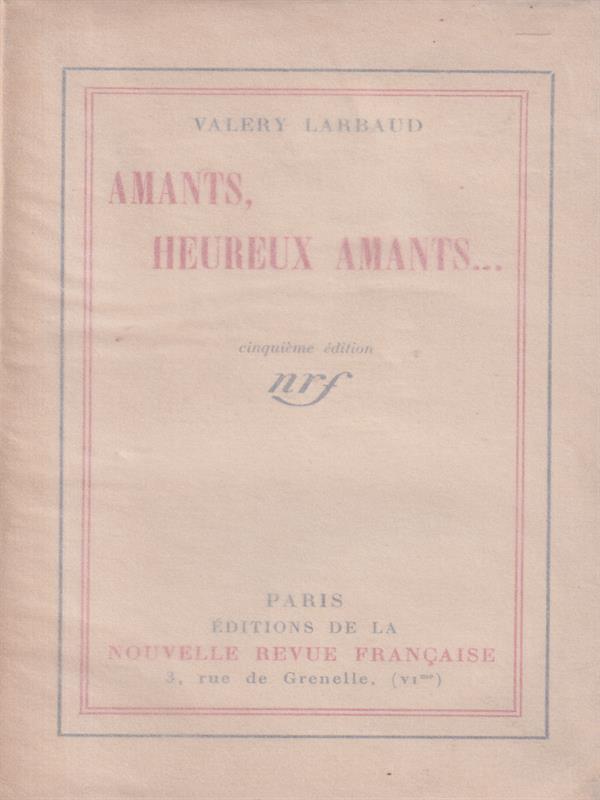 VALERY LARBAUD
AMANTS,
HEUREUX AMANTS...
cinquième édition
nrf
PARIS
ÉDITIONS DE LA
NOUVELLE REVUE FRANÇAISE
3, rue de Grenelle. (VIme)